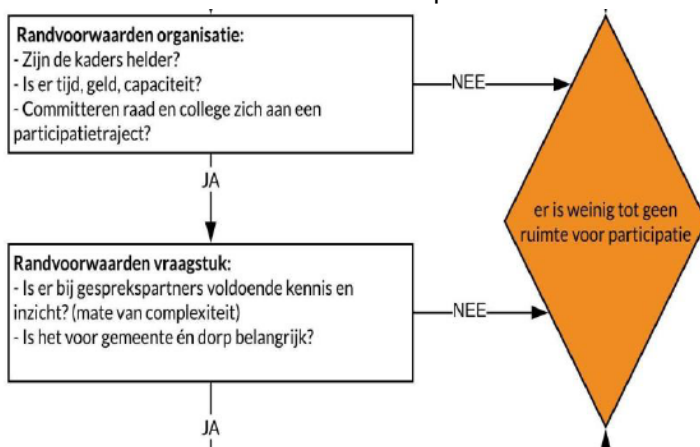 Randvoorwaarden organisatie:
- Zijn de kaders helder?
- Is er tijd, geld, capaciteit?
- Committeren raad en college zich aan een
participatietraject?
NEE
JA
er is weinig tot geen
ruimte voor participatie
Randvoorwaarden vraagstuk:
- Is er bij gesprekspartners voldoende kennis en
inzicht? (mate van complexiteit)
- Is het voor gemeente én dorp belangrijk?
NEE
JA